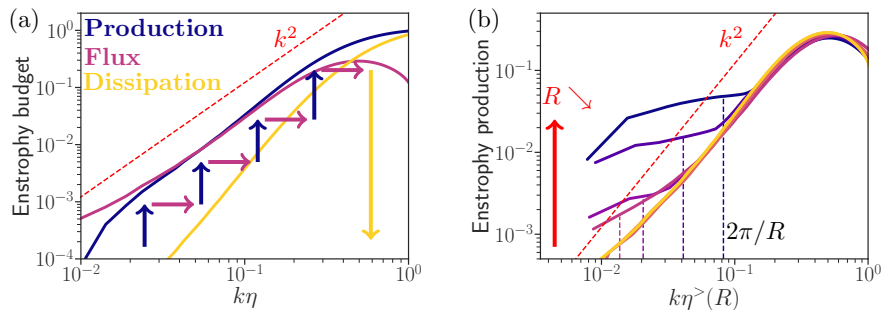 (a)
Production
Flux
Dissipation
k²
Enstrophy budget
10⁰
10⁻¹
10⁻²
10⁻³
10⁻⁴
10⁻² 10⁻¹ 10⁰
kη
(b)
k²
R ↘
2π/R
Enstrophy production
10⁻¹
10⁻²
10⁻³
10⁻² 10⁻¹ 10⁰
kη^>(R)